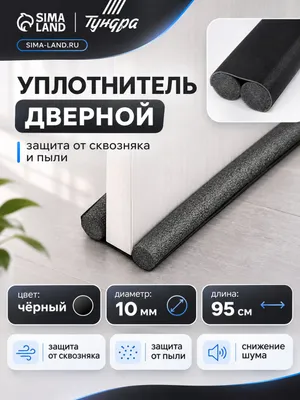 SIMA
LAND
Тундра
SIMA-LAND.RU
УПЛОТНИТЕЛЬ
ДВЕРНОЙ
защита от сквозняка
и пыли
цвет:
чёрный
диаметр:
10 мм
длина:
95 см
защита
от сквозняка
защита
от пыли
снижение
шума